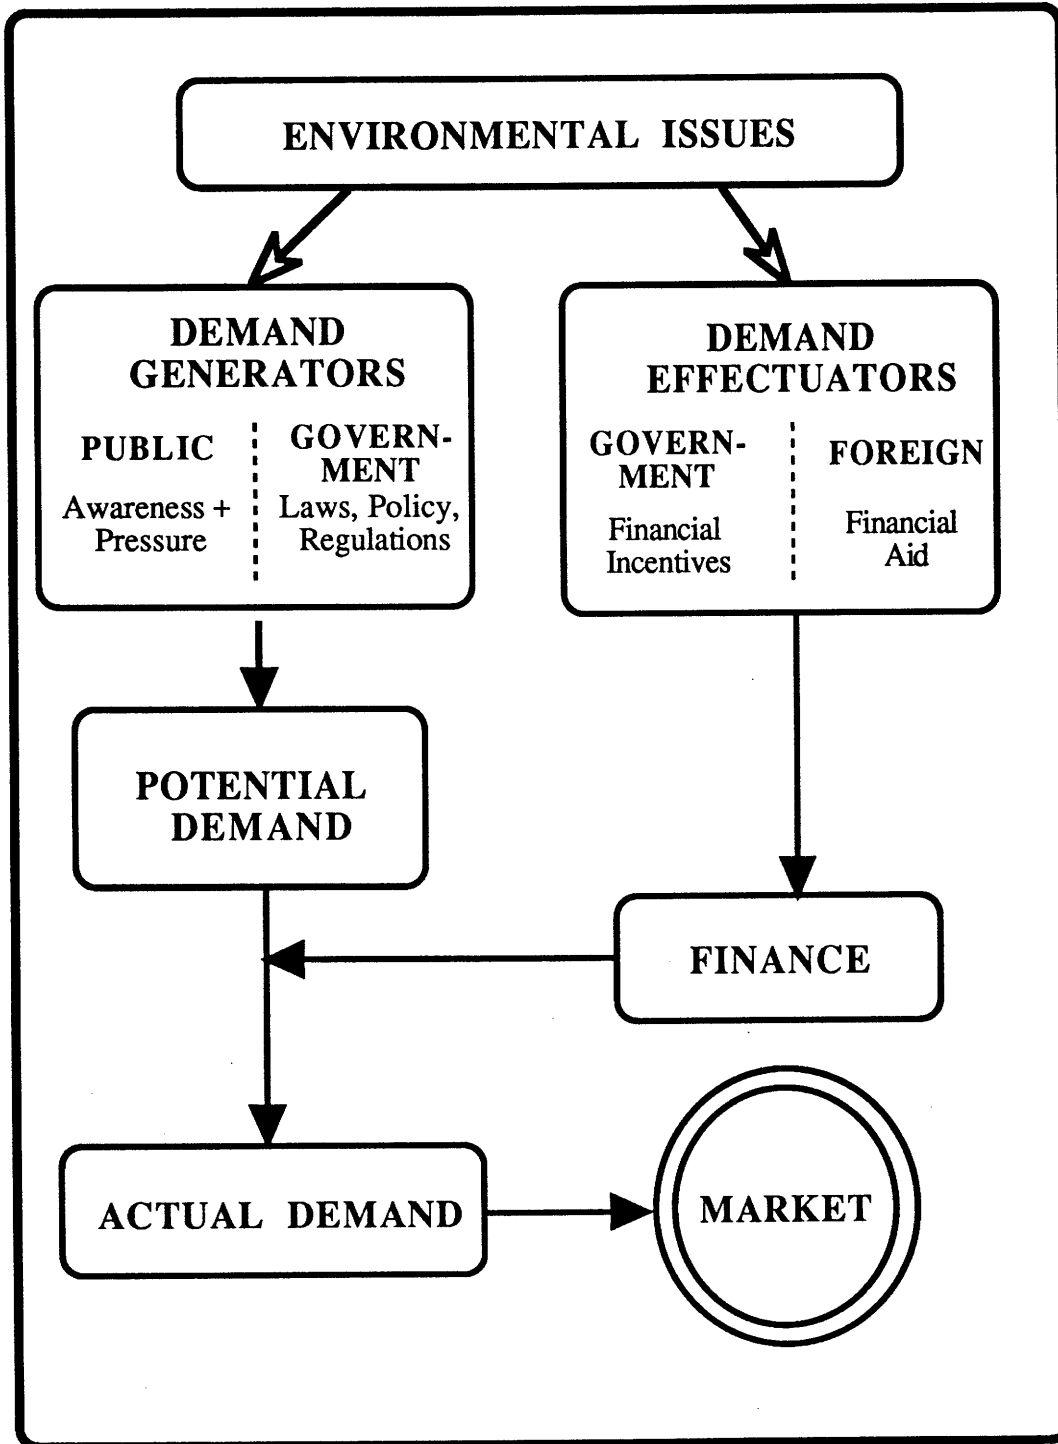 ENVIRONMENTAL ISSUES
DEMAND
GENERATORS
PUBLIC
Awareness +
Pressure
GOVERN-
MENT
Laws, Policy,
Regulations
DEMAND
EFFECTUATORS
GOVERN-
MENT
Financial
Incentives
FOREIGN
Financial
Aid
POTENTIAL
DEMAND
FINANCE
ACTUAL DEMAND
MARKET